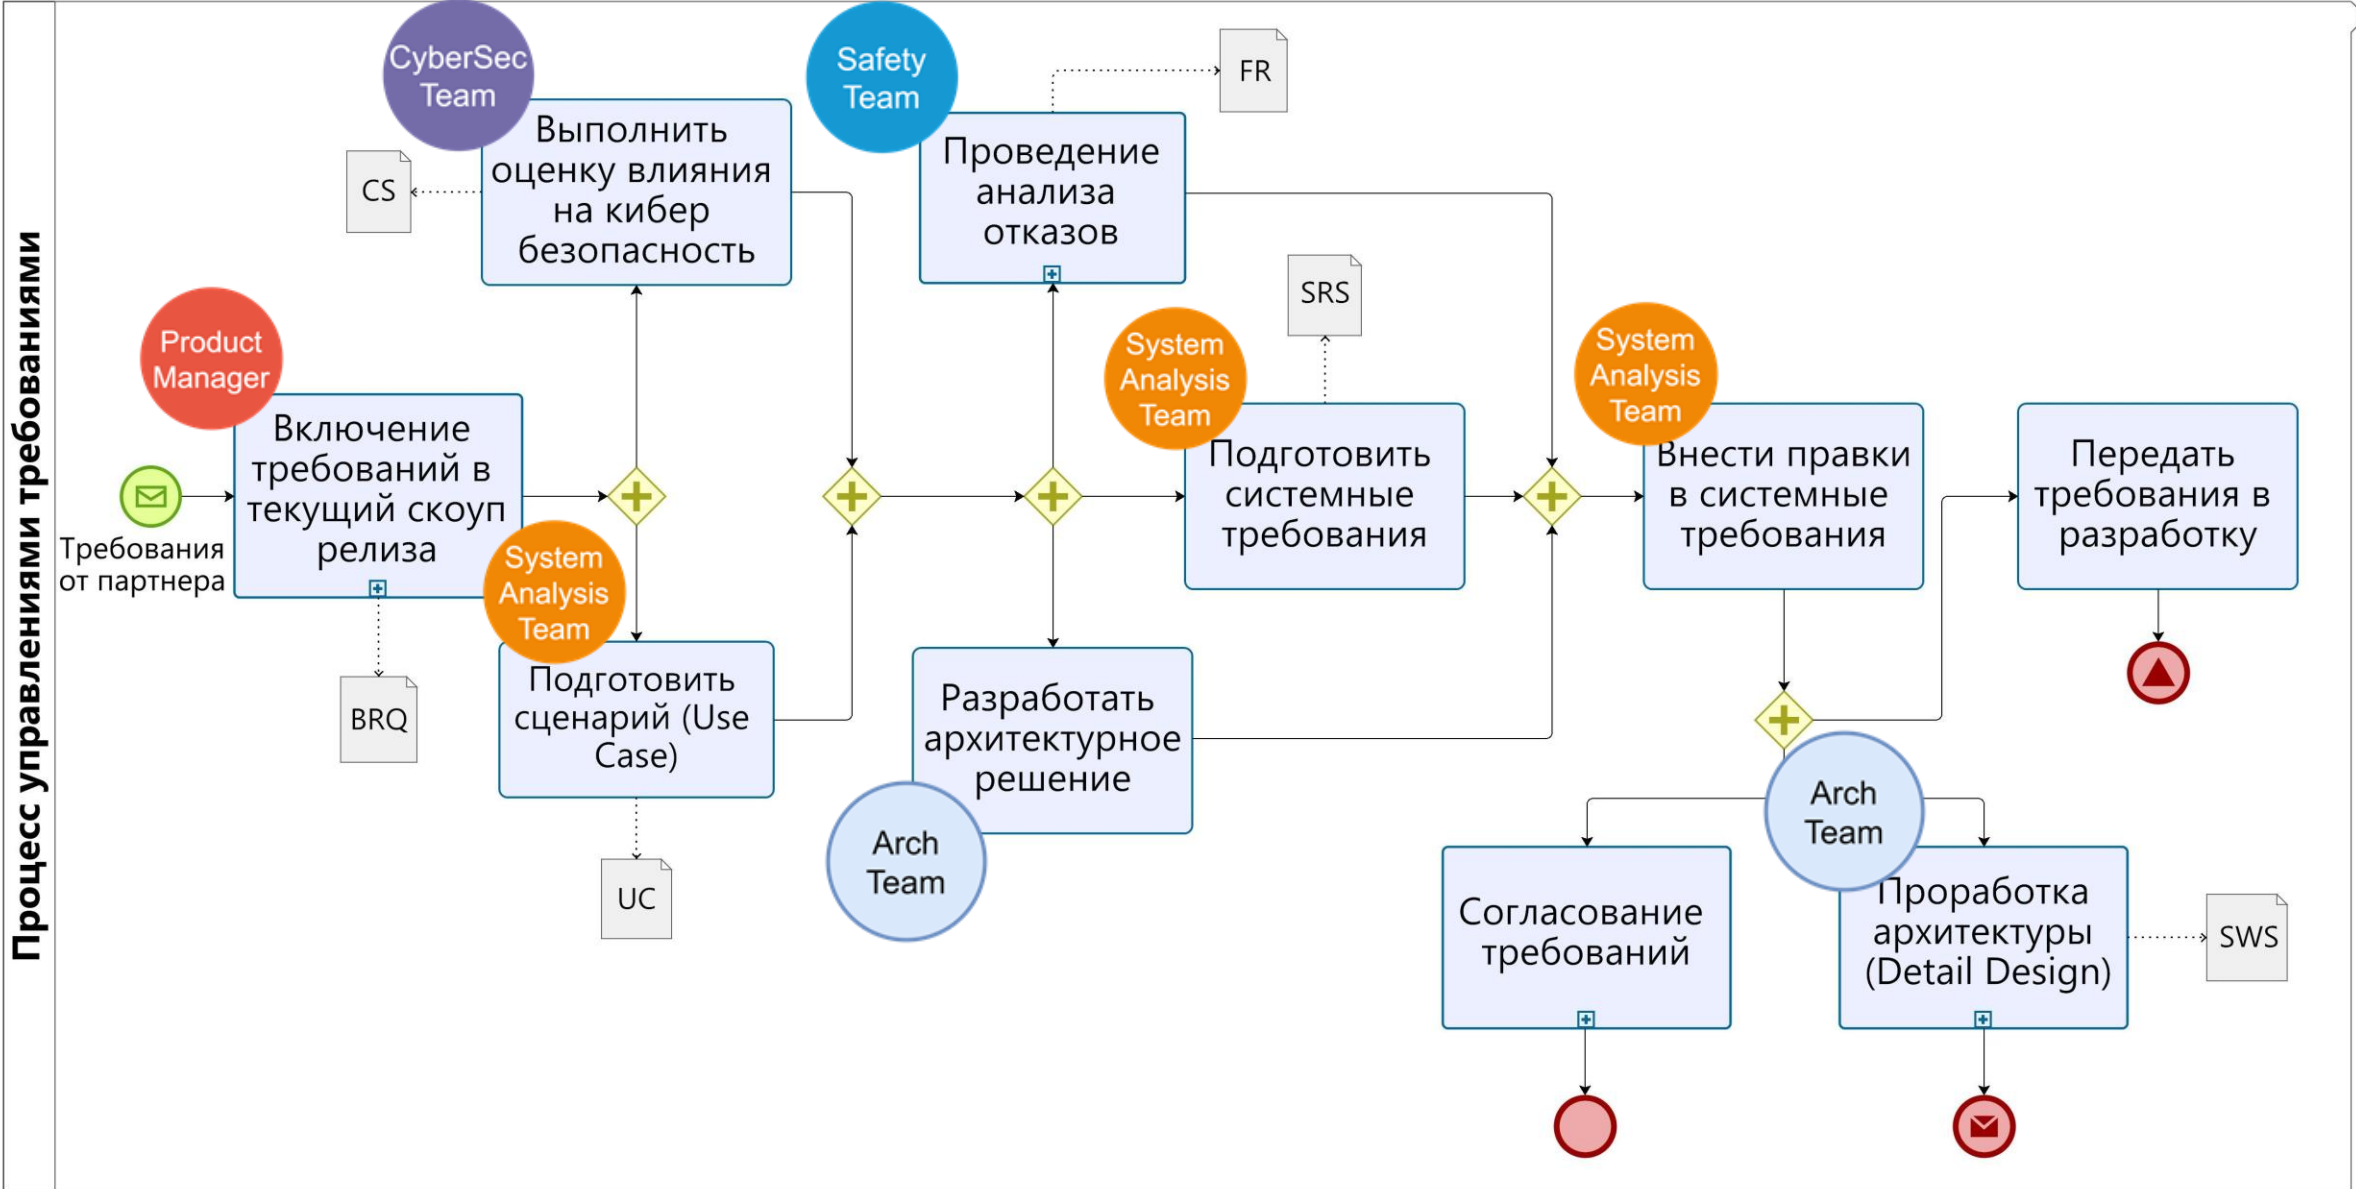 Процесс управлениями требованиями
CyberSec
Team
Выполнить
оценку влияния
на кибер
безопасность
CS
Safety
Team
Проведение
анализа
отказов
FR
Product
Manager
Включение
требований в
текущий скоуп
релиза
Требования
от партнера
BRQ
System
Analysis
Team
Подготовить
сценарий (Use
Case)
UC
System
Analysis
Team
Подготовить
системные
требования
SRS
Разработать
архитектурное
решение
Arch
Team
System
Analysis
Team
Внести правки
в системные
требования
Передать
требования в
разработку
Arch
Team
Согласование
требований
Проработка
архитектуры
(Detail Design)
SWS